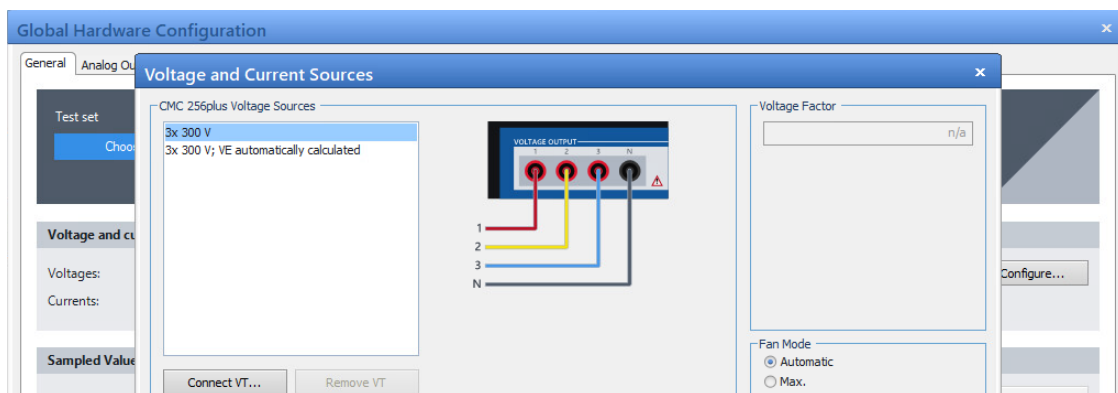 Global Hardware Configuration
x
General
Analog Ou
Voltage and Current Sources
x
Test set
Choo
CMC 256plus Voltage Sources
3x 300 V
3x 300 V; VE automatically calculated
VOLTAGE OUTPUT
1 2 3 N
1
2
3
N
Voltage Factor
n/a
Voltage and cu
Voltages:
Currents:
Configure...
Sampled Value
Connect VT...
Remove VT
Fan Mode
Automatic
Max.